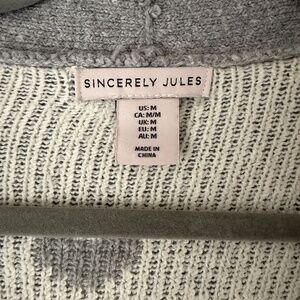 SINCERELY JULES
US: M
CA: M/M
UK: M
EU: M
AU: M
MADE IN
CHINA